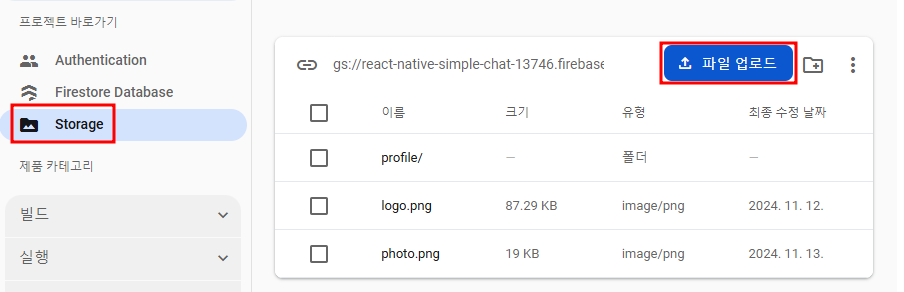 프로젝트 바로가기
Authentication
Firestore Database
Storage
제품 카테고리
빌드
실행
gs://react-native-simple-chat-13746.firebase
파일 업로드
이름 크기 유형 최종 수정 날짜
profile/ — 폴더 —
logo.png 87.29 KB image/png 2024. 11. 12.
photo.png 19 KB image/png 2024. 11. 13.